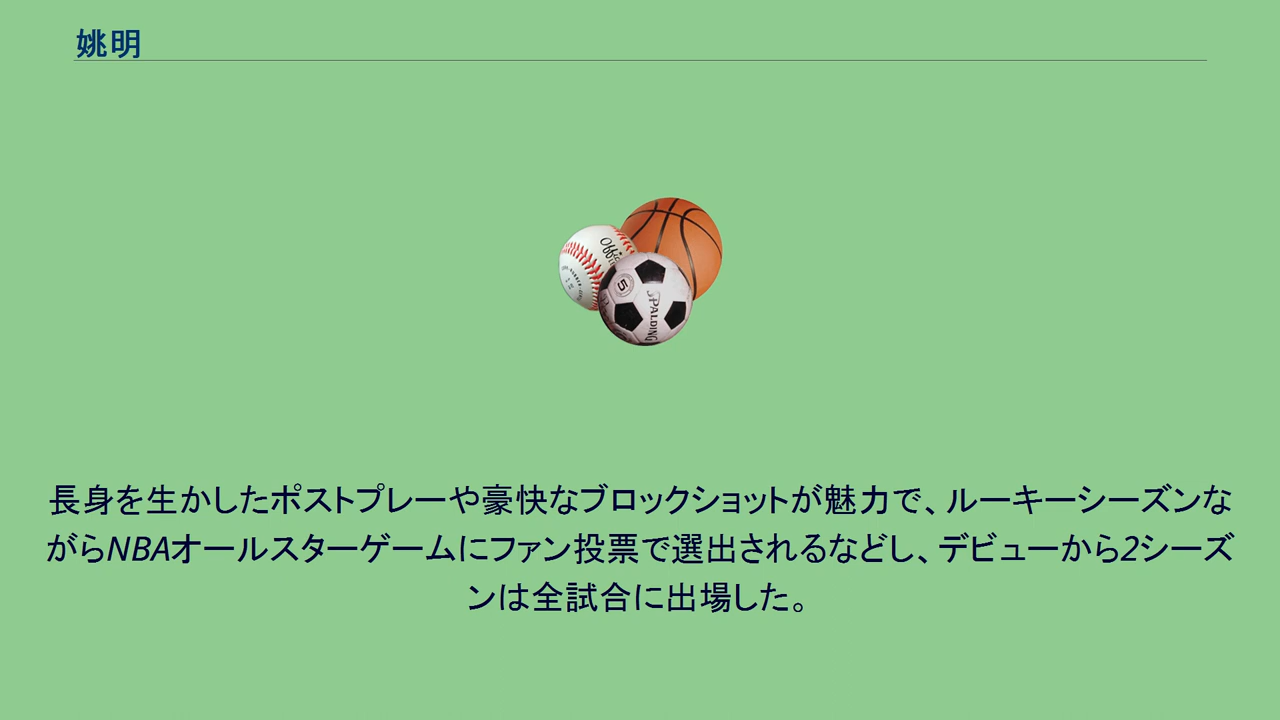 姚明
Offic
5
SPALDING
長身を生かしたポストプレーや豪快なブロックショットが魅力で、ルーキーシーズンな
がらNBAオールスターゲームにファン投票で選出されるなどし、デビューから2シーズ
ンは全試合に出場した。